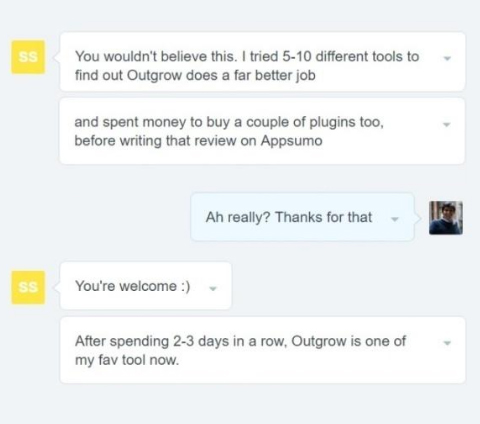 SS
You wouldn't believe this. I tried 5-10 different tools to
find out Outgrow does a far better job
and spent money to buy a couple of plugins too,
before writing that review on Appsumo
Ah really? Thanks for that
SS
You're welcome :)
After spending 2-3 days in a row, Outgrow is one of
my fav tool now.